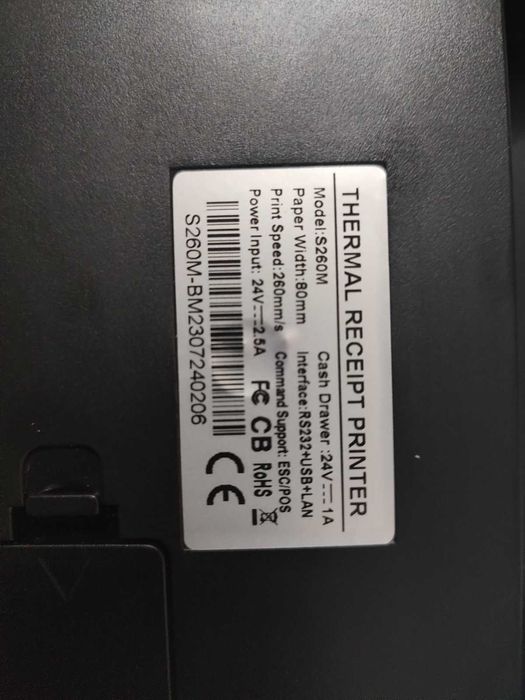 THERMAL RECEIPT PRINTER
Model:S260M Cash Drawer :24V⎓1A
Paper Width:80mm Interface:RS232+USB+LAN
Print Speed:260mm/s Command Support: ESC/POS
Power Input: 24V⎓2.5A FC CB RoHS
CE
S260M-BM2307240206